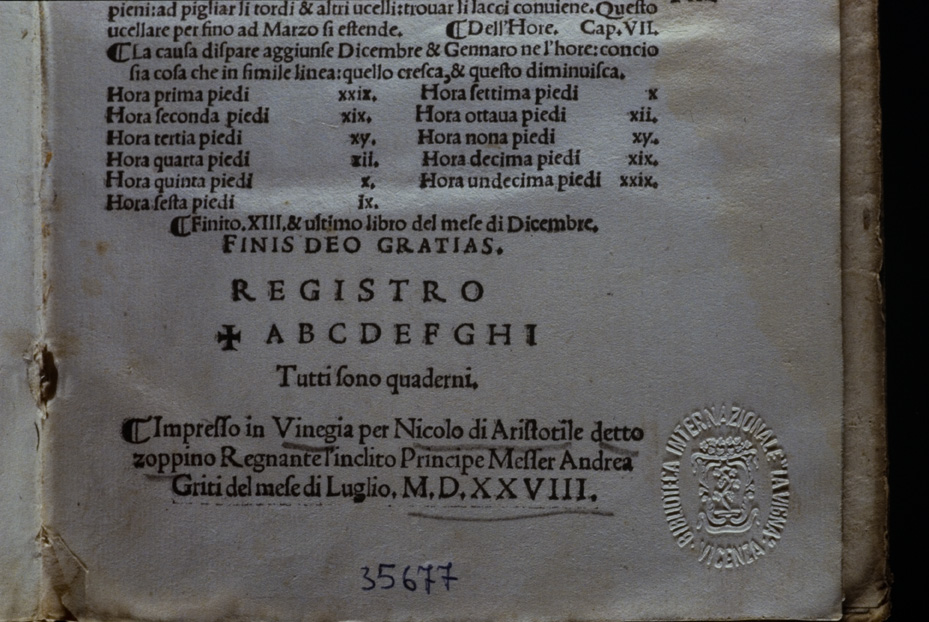 pieni:ad pigliar li tordi & altri ucelli:trouar li lacci conuiene. Questo
ucellare per fino ad Marzo si estende. ⸿Dell'Hore. Cap. VII.
⸿La causa dispare aggiunse Dicembre & Gennaro ne l'hore:concio
sia cosa che in simile linea:quello cresca, & questo diminuisca.
Hora prima piedi xxix. Hora settima piedi x
Hora seconda piedi xix. Hora ottaua piedi xii.
Hora tertia piedi xy. Hora nona piedi xy.
Hora quarta piedi xii. Hora decima piedi xix.
Hora quinta piedi x. Hora undecima piedi xxix.
Hora sesta piedi ix.
⸿Finito. XIII. & ultimo libro del mese di Dicembre.
FINIS DEO GRATIAS.
REGISTRO
✠ A B C D E F G H I
Tutti sono quaderni.
⸿Impresso in Vinegia per Nicolo di Aristotile detto
zoppino Regnante l'inclito Principe Messer Andrea
Griti del mese di Luglio. M. D. XXVIII.
BIBLIOTECA INTERNAZIONALE "LA VIGNA"
VICENZA
35677